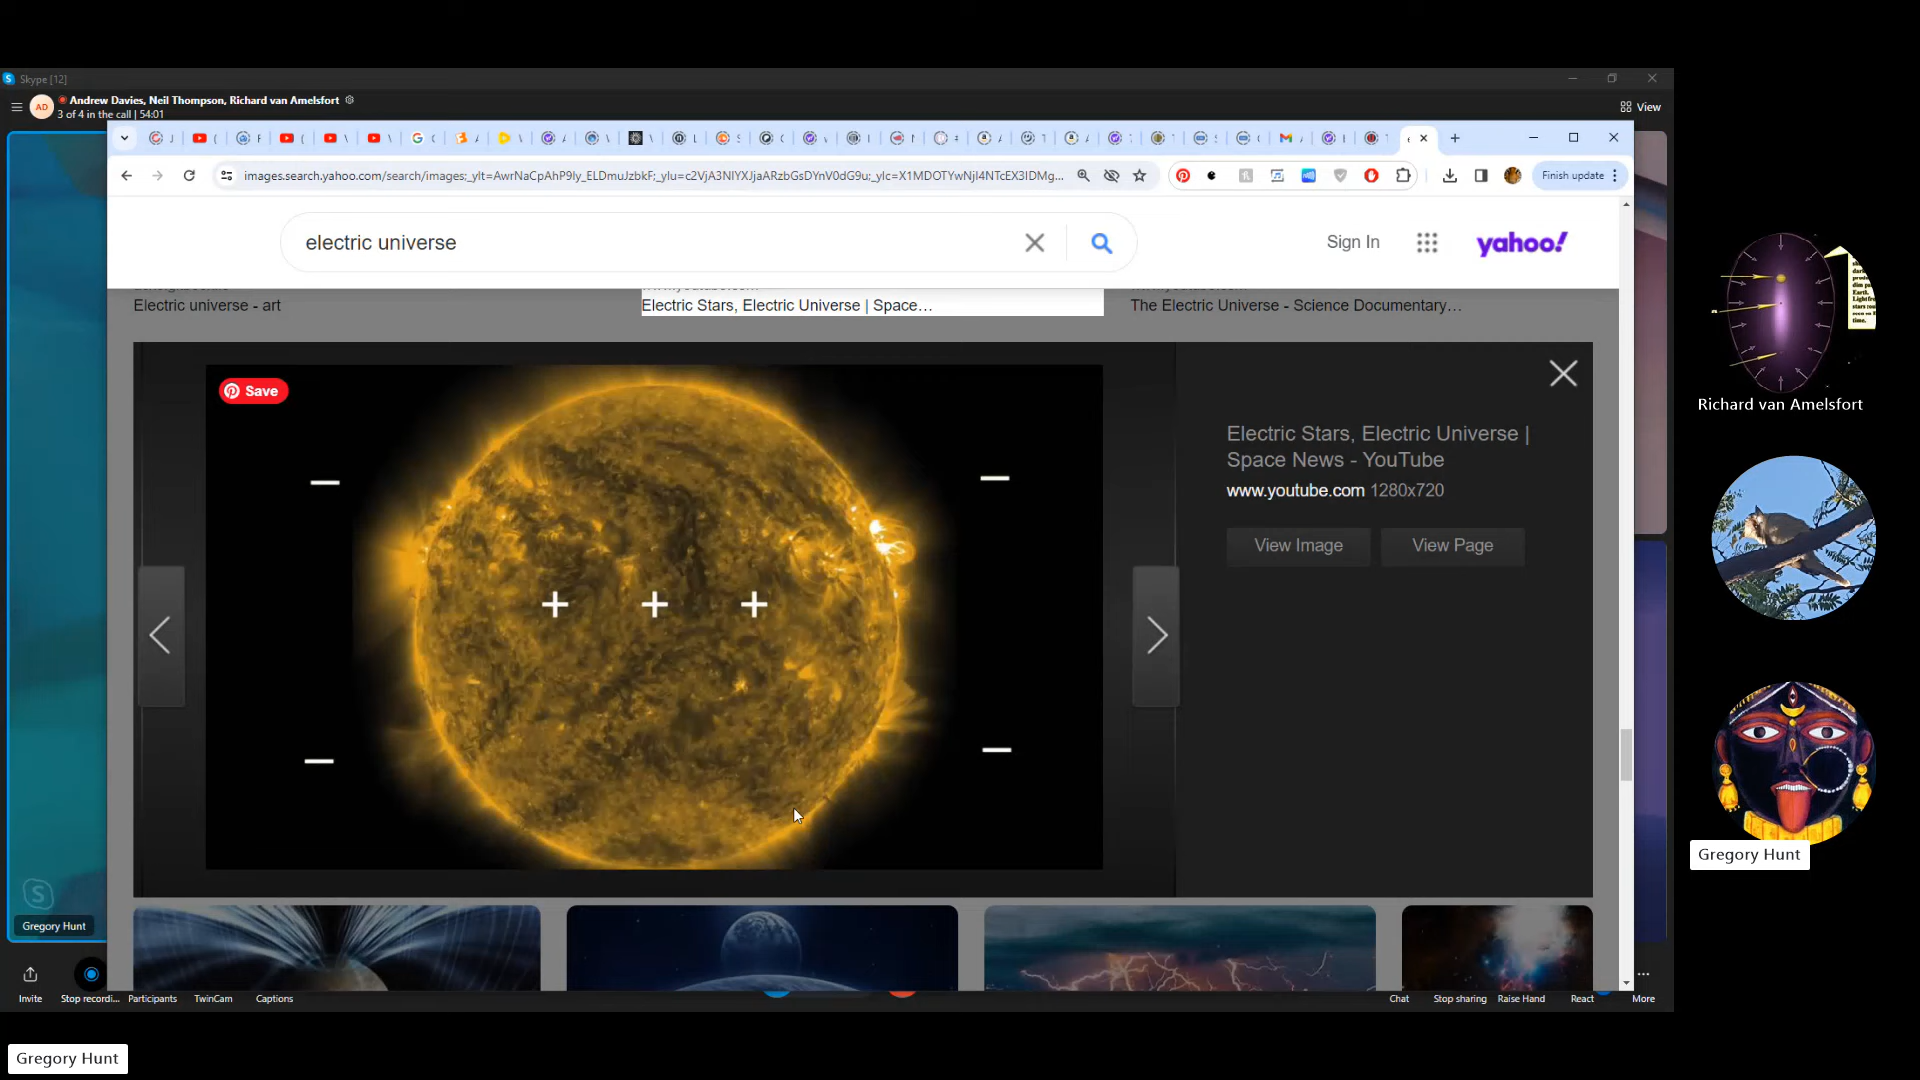 Skype [12]
AD
Andrew Davies, Neil Thompson, Richard van Amelsfort
3 of 4 in the call | 54:01
View
images.search.yahoo.com/search/images;_ylt=AwrNaCpAhP9ly_ELDmuJzbkF;_ylu=c2VjA3NlYXJjaARzbGsDYnV0dG9u;_ylc=X1MDOTYwNjI4NTcEX3IDMg...
Finish update
electric universe
Sign In
yahoo!
Electric universe - art
Electric Stars, Electric Universe | Space…
The Electric Universe - Science Documentary…
Save
Electric Stars, Electric Universe |
Space News - YouTube
www.youtube.com 1280x720
View Image
View Page
+ + +
Richard van Amelsfort
Gregory Hunt
Gregory Hunt
Invite
Stop recordi...
Participants
TwinCam
Captions
Chat
Stop sharing
Raise Hand
React
More
Gregory Hunt